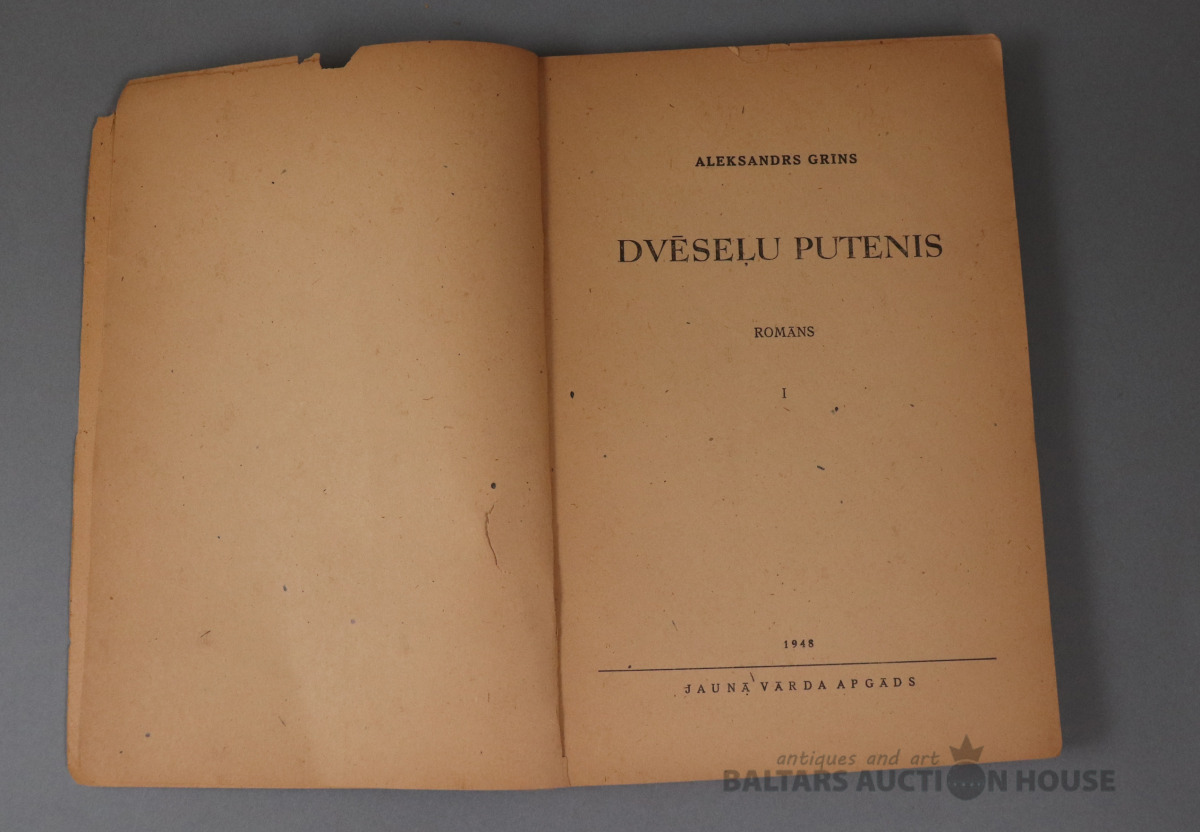 ALEKSANDRS GRINS
DVĒSEĻU PUTENIS
ROMĀNS
I
1948
JAUNĀ VĀRDA APGĀDS
antiques and art
BALTARS AUCTION HOUSE